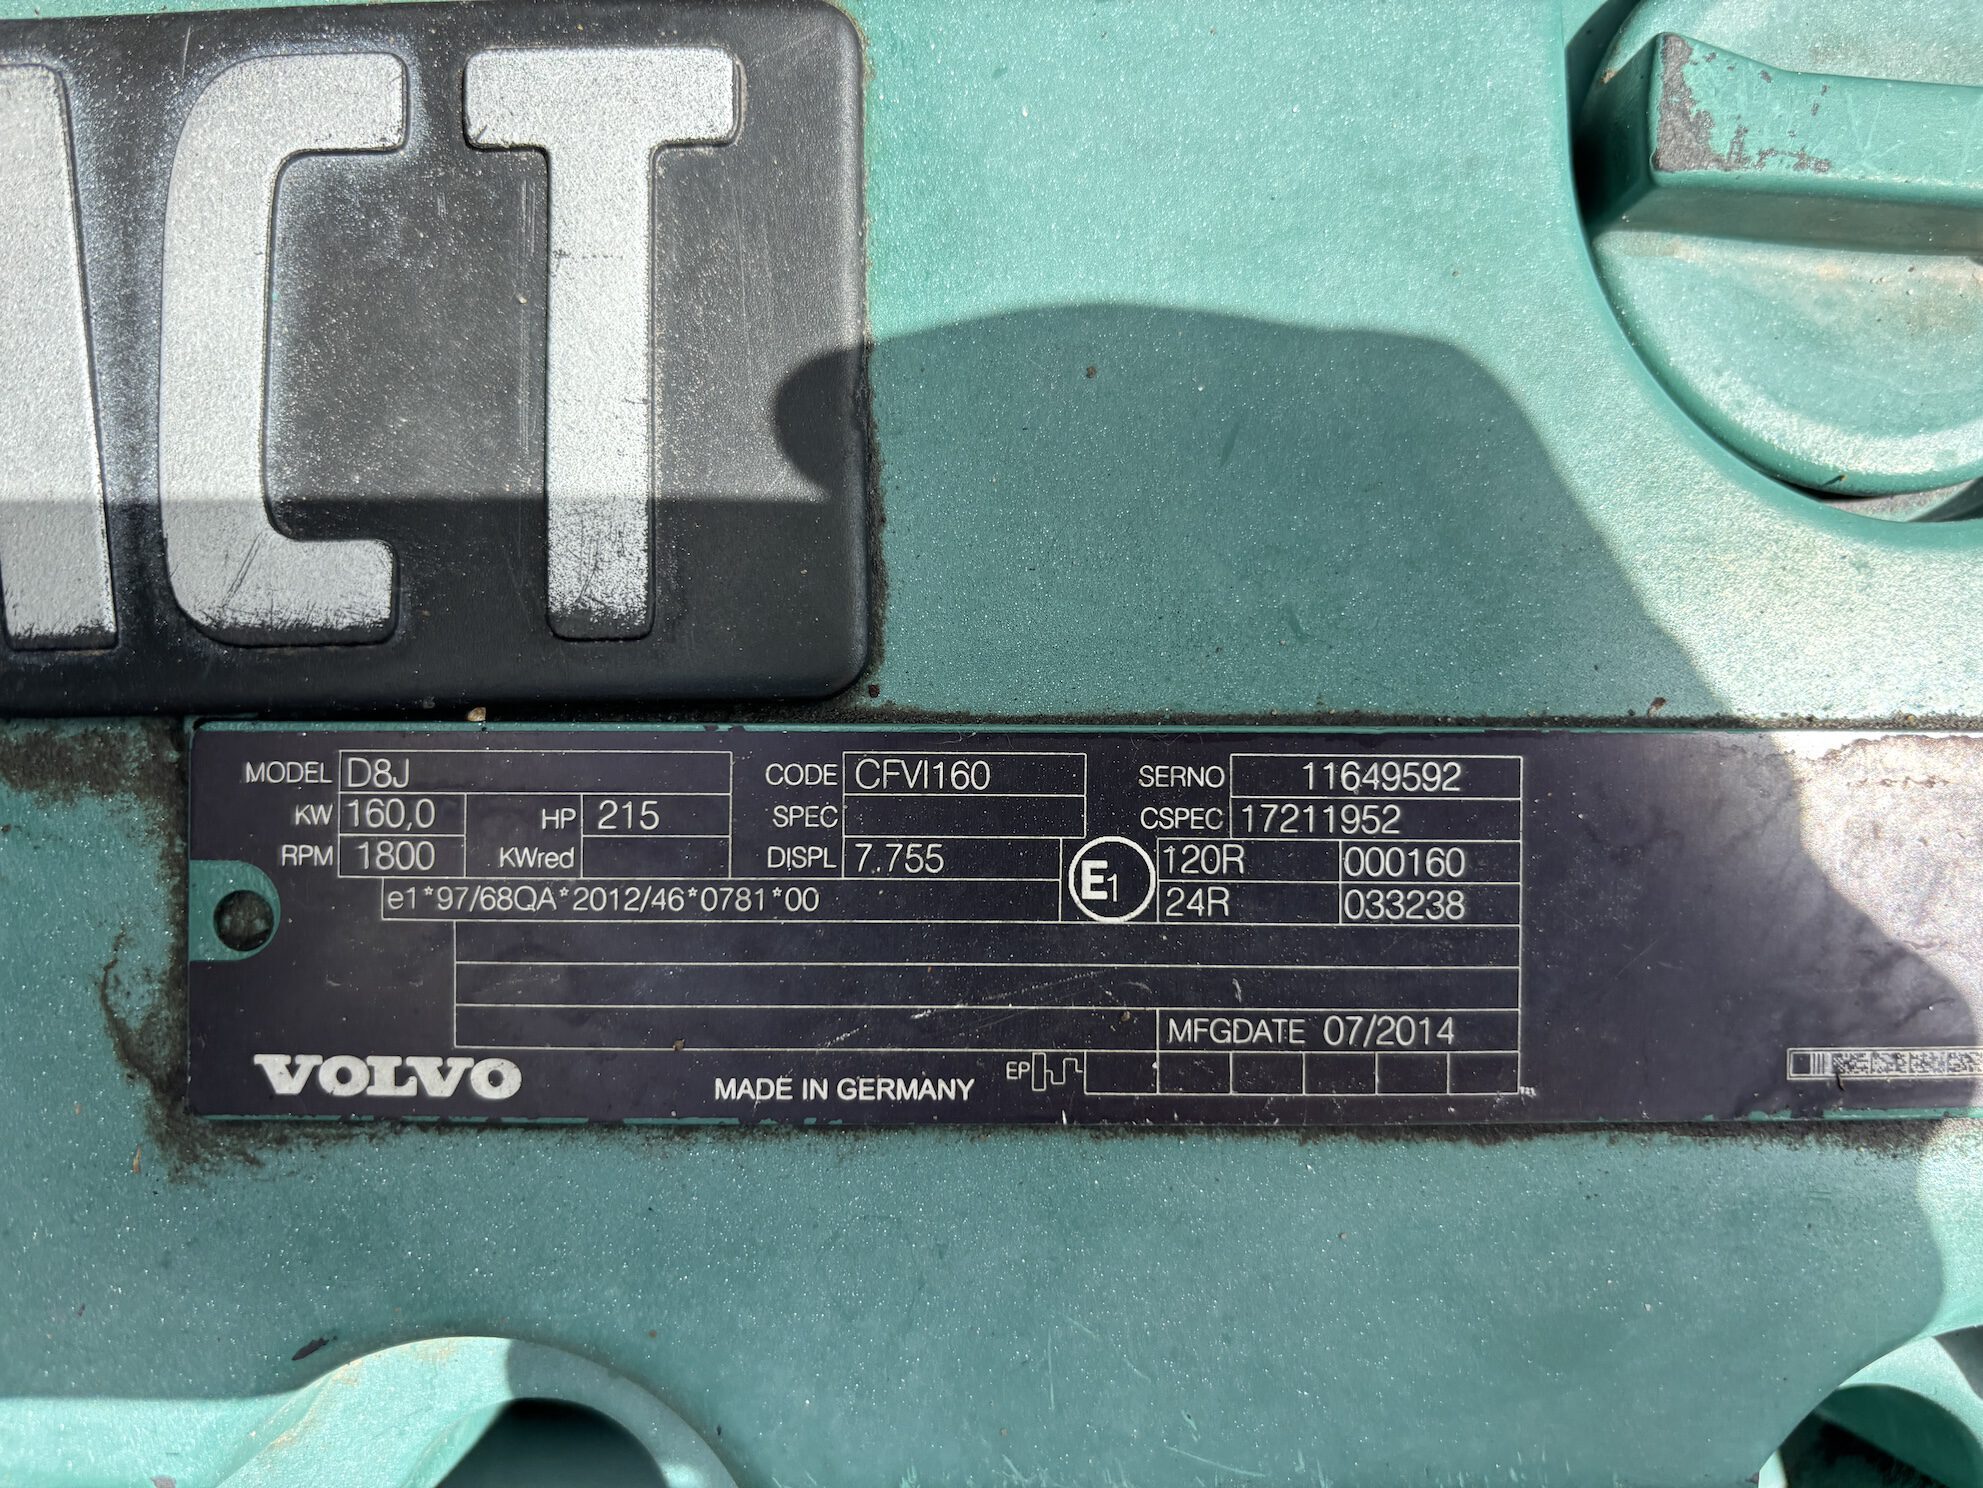 ACT
MODEL D8J CODE CFVI160 SERNO 11649592
KW 160,0 HP 215 SPEC CSPEC 17211952
RPM 1800 KWred DISPL 7.755 E1 120R 000160
e1*97/68QA*2012/46*0781*00 24R 033238
MFGDATE 07/2014
VOLVO MADE IN GERMANY EP